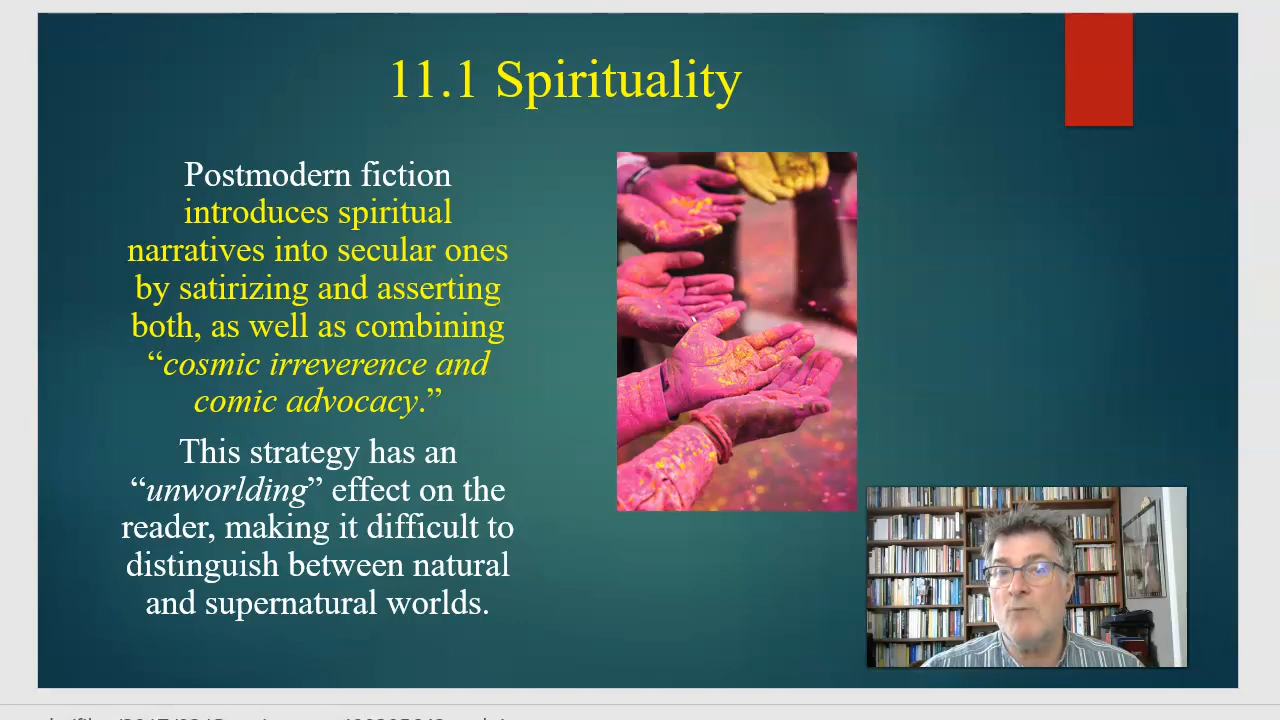 11.1 Spirituality
Postmodern fiction
introduces spiritual
narratives into secular ones
by satirizing and asserting
both, as well as combining
“cosmic irreverence and
comic advocacy.”
This strategy has an
“unworlding” effect on the
reader, making it difficult to
distinguish between natural
and supernatural worlds.